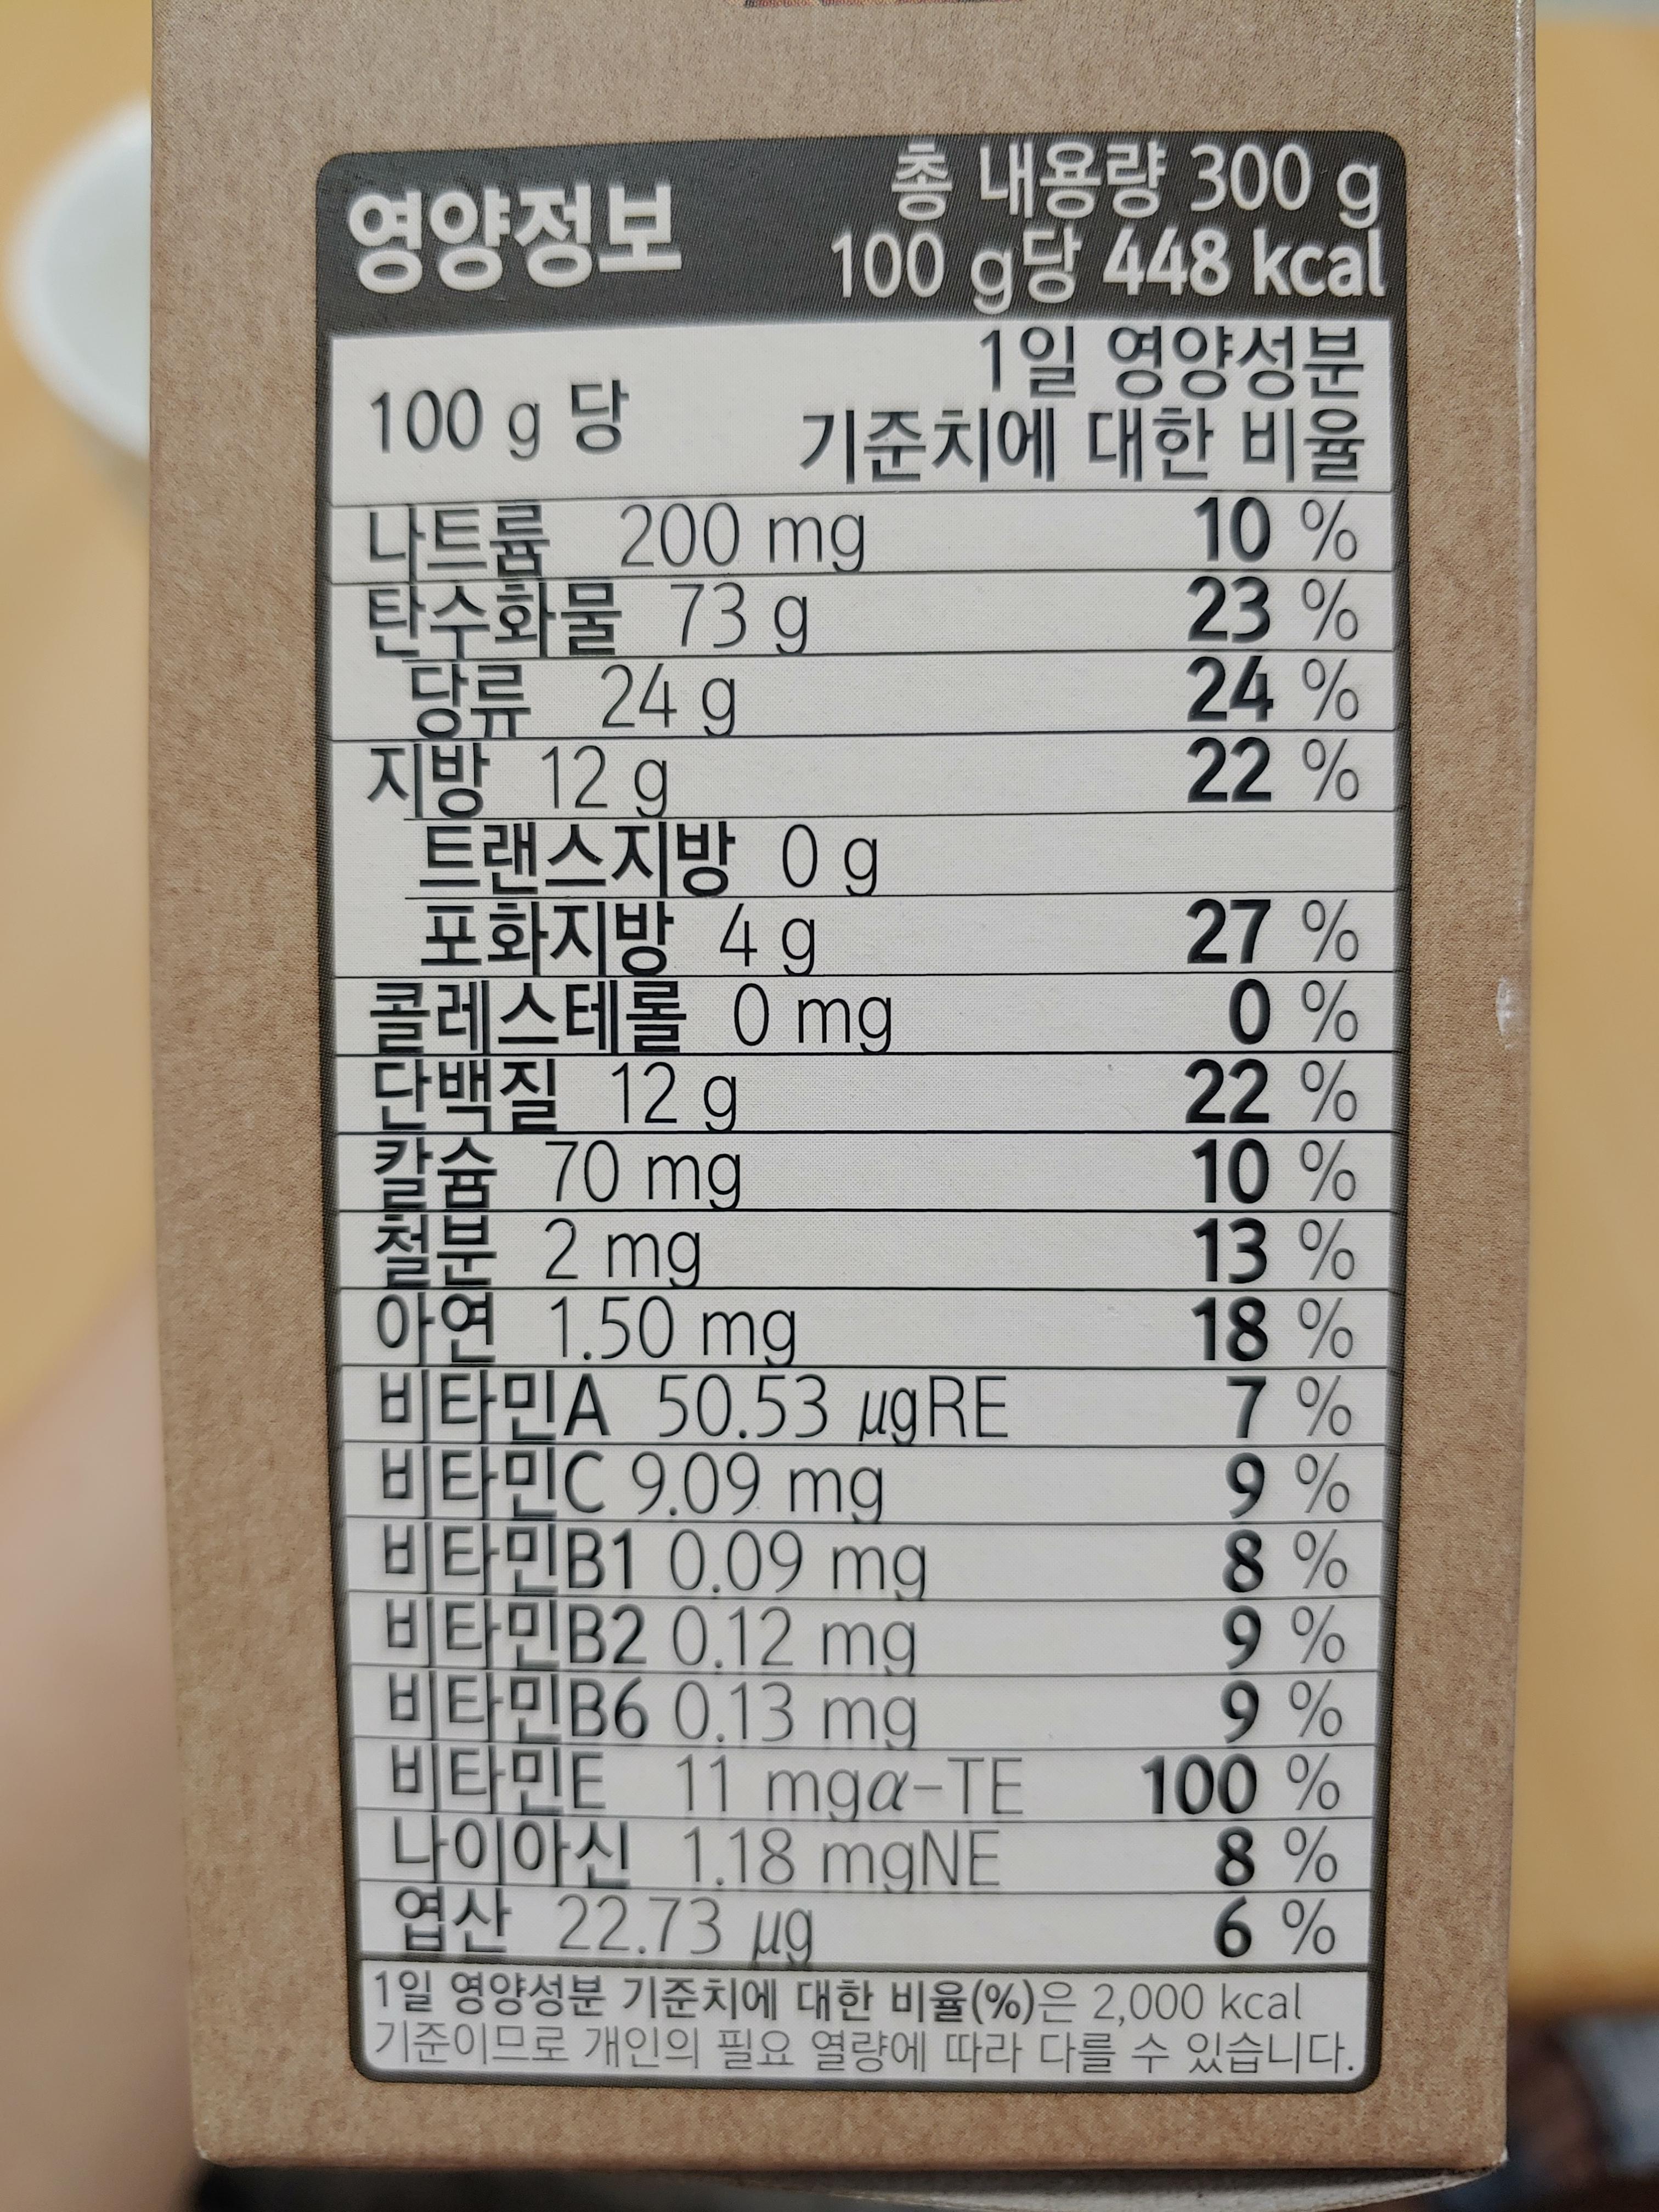 영양정보
총 내용량 300 g
100 g당 448 kcal
100 g 당
1일 영양성분
기준치에 대한 비율
나트륨 200 mg 10 %
탄수화물 73 g 23 %
당류 24 g 24 %
지방 12 g 22 %
트랜스지방 0 g
포화지방 4 g 27 %
콜레스테롤 0 mg 0 %
단백질 12 g 22 %
칼슘 70 mg 10 %
철분 2 mg 13 %
아연 1.50 mg 18 %
비타민A 50.53 μgRE 7 %
비타민C 9.09 mg 9 %
비타민B1 0.09 mg 8 %
비타민B2 0.12 mg 9 %
비타민B6 0.13 mg 9 %
비타민E 11 mgα-TE 100 %
나이아신 1.18 mgNE 8 %
엽산 22.73 μg 6 %
1일 영양성분 기준치에 대한 비율(%)은 2,000 kcal
기준이므로 개인의 필요 열량에 따라 다를 수 있습니다.